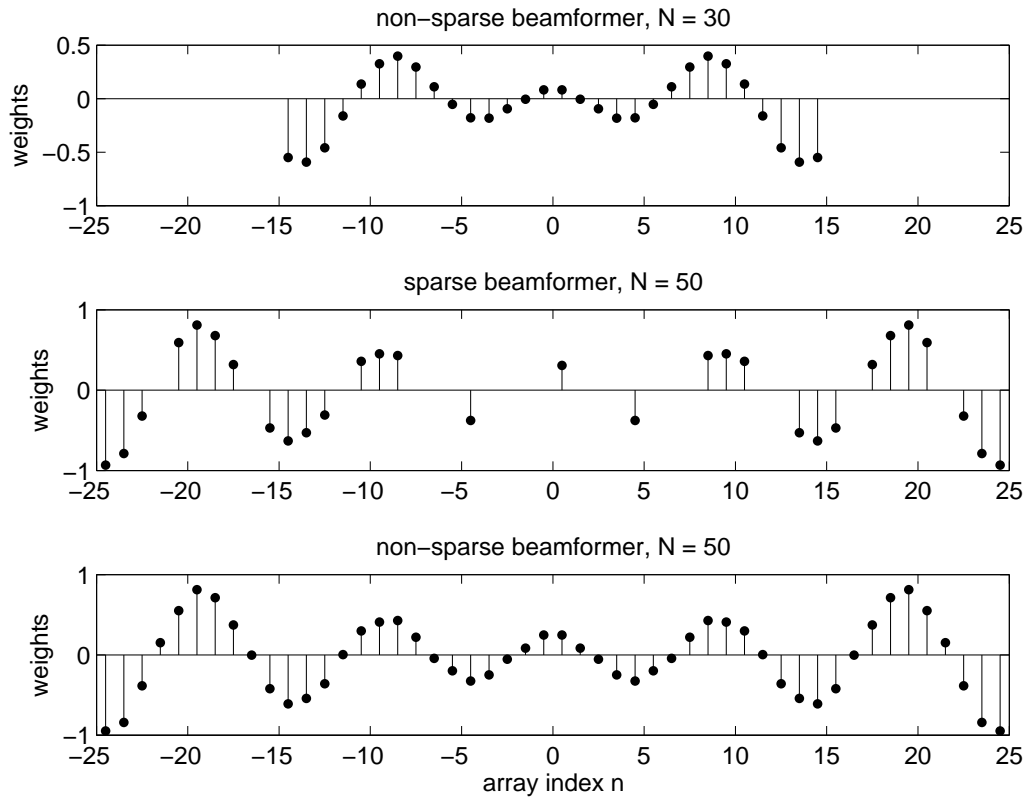 non−sparse beamformer, N = 30
weights
0.5
0
−0.5
−1
−25 −20 −15 −10 −5 0 5 10 15 20 25
sparse beamformer, N = 50
weights
1
0
−1
−25 −20 −15 −10 −5 0 5 10 15 20 25
non−sparse beamformer, N = 50
weights
1
0
−1
−25 −20 −15 −10 −5 0 5 10 15 20 25
array index n